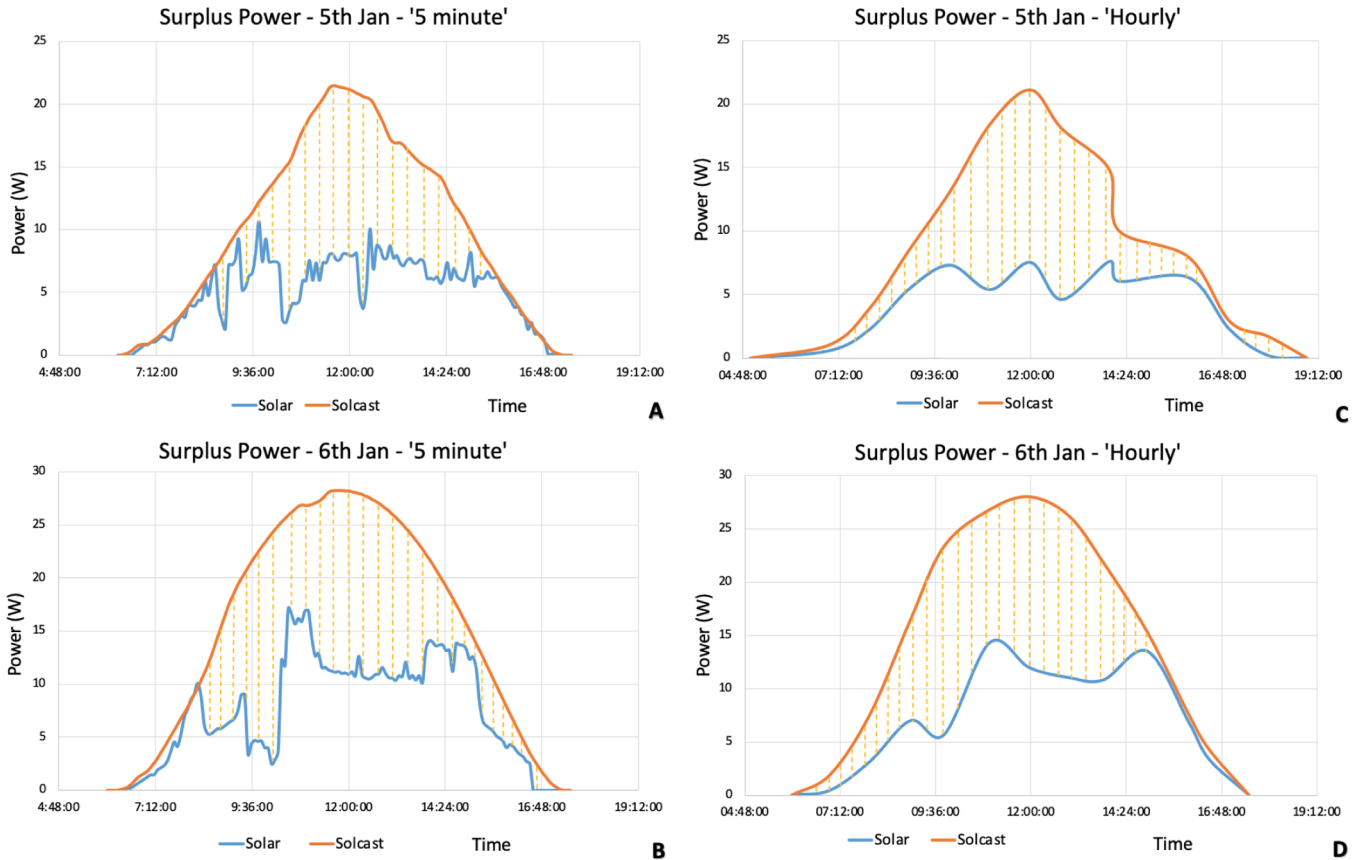 Surplus Power - 5th Jan - '5 minute'
25
20
15
10
5
0
Power (W)
4:48:00 7:12:00 9:36:00 12:00:00 14:24:00 16:48:00 19:12:00
Solar Solcast Time
A
Surplus Power - 5th Jan - 'Hourly'
25
20
15
10
5
0
Power (W)
04:48:00 07:12:00 09:36:00 12:00:00 14:24:00 16:48:00 19:12:00
Solar Solcast Time
C
Surplus Power - 6th Jan - '5 minute'
30
25
20
15
10
5
0
Power (W)
4:48:00 7:12:00 9:36:00 12:00:00 14:24:00 16:48:00 19:12:00
Solar Solcast Time
B
Surplus Power - 6th Jan - 'Hourly'
30
25
20
15
10
5
0
Power (W)
04:48:00 07:12:00 09:36:00 12:00:00 14:24:00 16:48:00 19:12:00
Solar Solcast Time
D